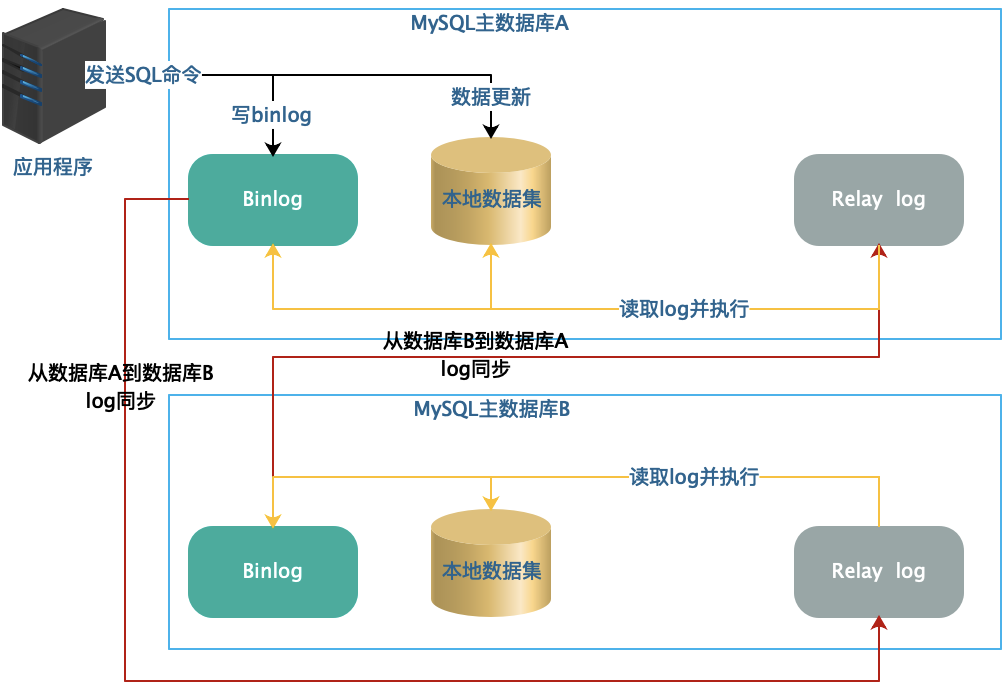 MySQL主数据库A
发送SQL命令
数据更新
写binlog
应用程序
Binlog
本地数据集
Relay log
读取log并执行
从数据库B到数据库A
log同步
从数据库A到数据库B
log同步
MySQL主数据库B
读取log并执行
Binlog
本地数据集
Relay log